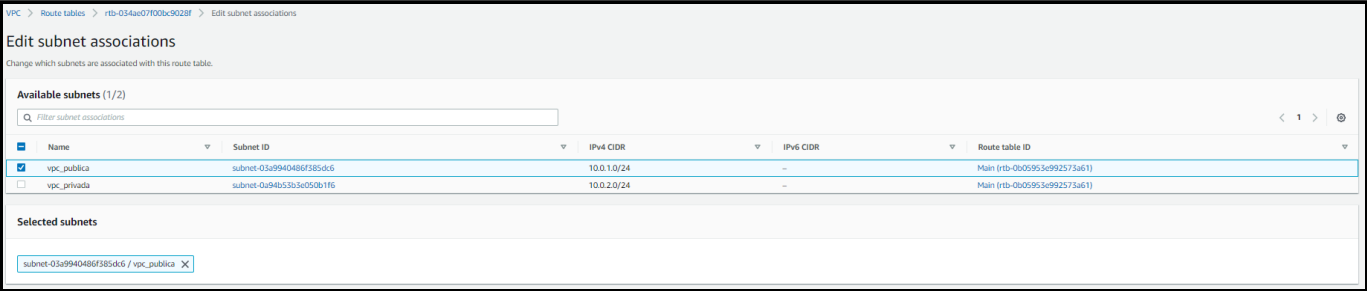 VPC > Route tables > rtb-034ae07f00bc9028f > Edit subnet associations
Edit subnet associations
Change which subnets are associated with this route table.
Available subnets (1/2)
Filter subnet associations
< 1 >
Name Subnet ID IPv4 CIDR IPv6 CIDR Route table ID
vpc_publica subnet-03a9940486f385dc6 10.0.1.0/24 – Main (rtb-0b05953e992573a61)
vpc_privada subnet-0a94b53b3e050b1f6 10.0.2.0/24 – Main (rtb-0b05953e992573a61)
Selected subnets
subnet-03a9940486f385dc6 / vpc_publica X